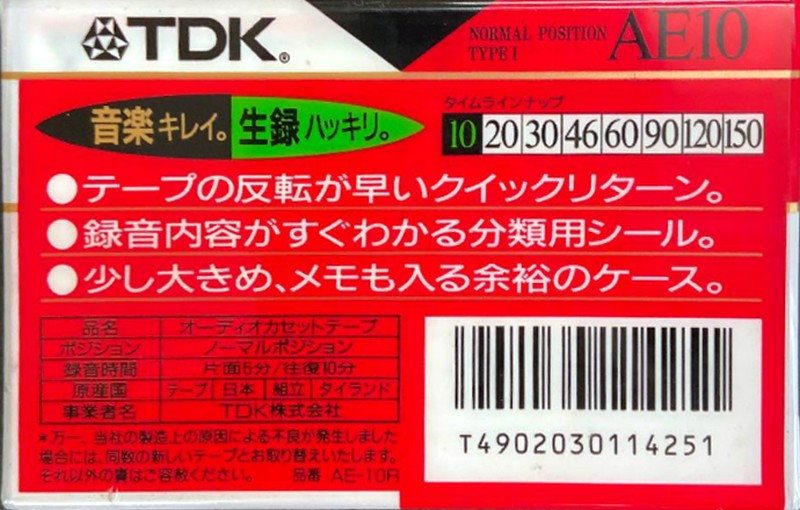 TDK®
NORMAL POSITION
TYPE I
AE10
音楽キレイ。生録ハッキリ。
タイムラインナップ
10 20 30 46 60 90 120 150
●テープの反転が早いクイックリターン。
●録音内容がすぐわかる分類用シール。
●少し大きめ、メモも入る余裕のケース。
品名 オーディオカセットテープ
ポジション ノーマルポジション
録音時間 片面5分/往復10分
原産国 テープ 日本 組立 タイランド
事業者名 TDK株式会社
*万一、当社の製造上の原因による不良が発生しました
場合には、同数の新しいテープとお取り替えいたします。
それ以外の責はご容赦ください。 品番 AE-10R
T4902030114251